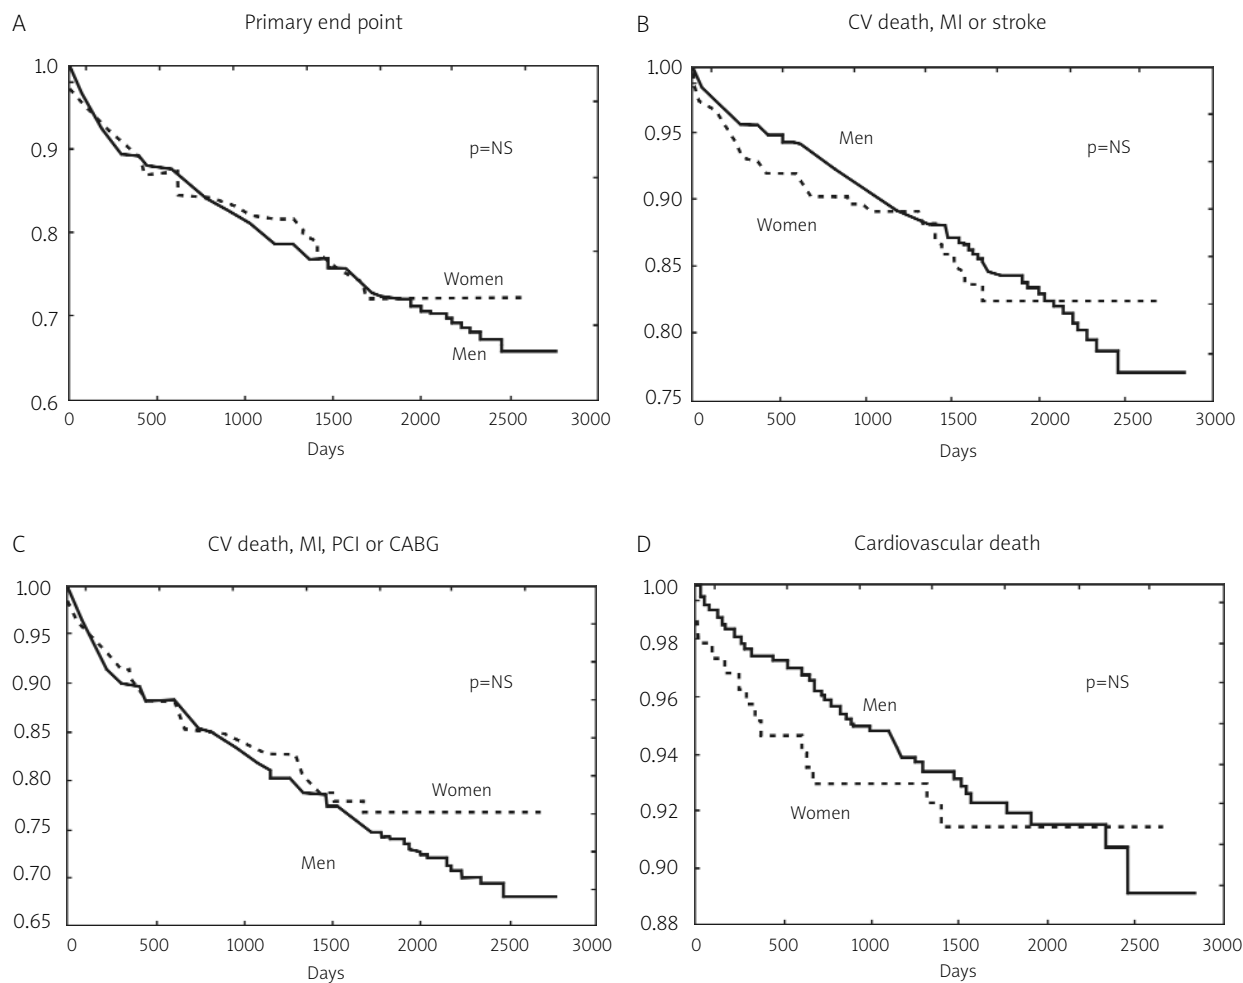 A Primary end point
1.0
0.9
0.8
0.7
0.6
p=NS
Women
Men
0 500 1000 1500 2000 2500 3000
Days
B CV death, MI or stroke
1.00
0.95
0.90
0.85
0.80
0.75
Men
p=NS
Women
0 500 1000 1500 2000 2500 3000
Days
C CV death, MI, PCI or CABG
1.00
0.95
0.90
0.85
0.80
0.75
0.70
0.65
p=NS
Women
Men
0 500 1000 1500 2000 2500 3000
Days
D Cardiovascular death
1.00
0.98
0.96
0.94
0.92
0.90
0.88
p=NS
Men
Women
0 500 1000 1500 2000 2500 3000
Days